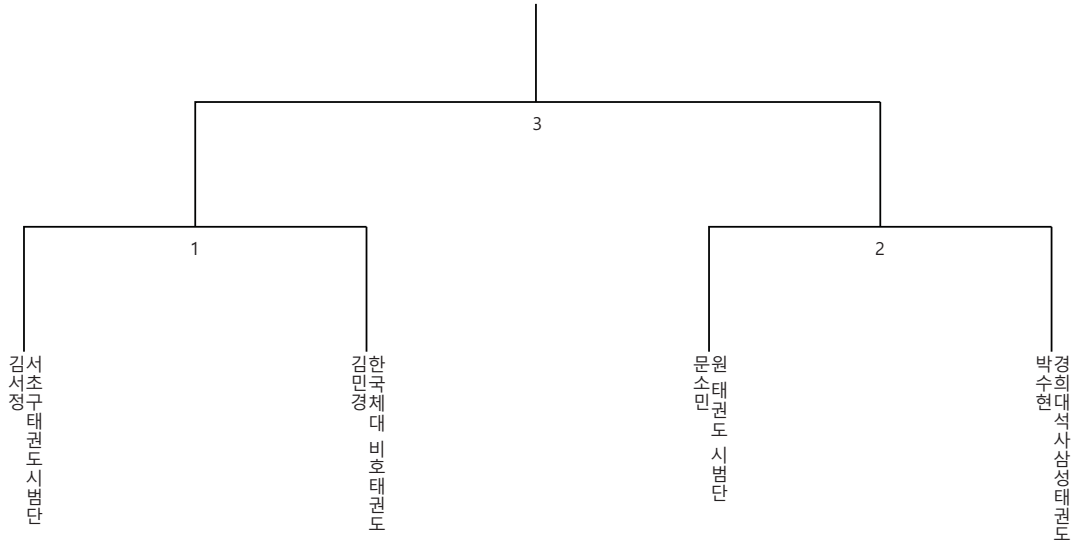 3
1
2
서초구태권도시범단
김서정
한국체대 비호태권도
김민경
원 태권도 시범단
문소민
경희대석사삼성태권도
박수현